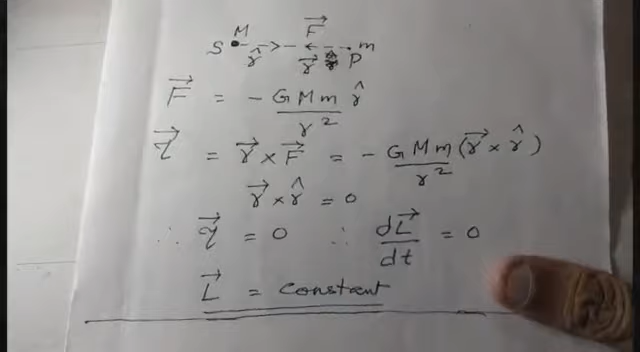 M F⃗
S r̂ r⃗ P m
F⃗ = - GMm/r² r̂
τ⃗ = r⃗ × F⃗ = - GMm/r² (r⃗ × r̂)
r⃗ × r̂ = 0
∴ τ⃗ = 0 ∴ dL⃗/dt = 0
L⃗ = constant